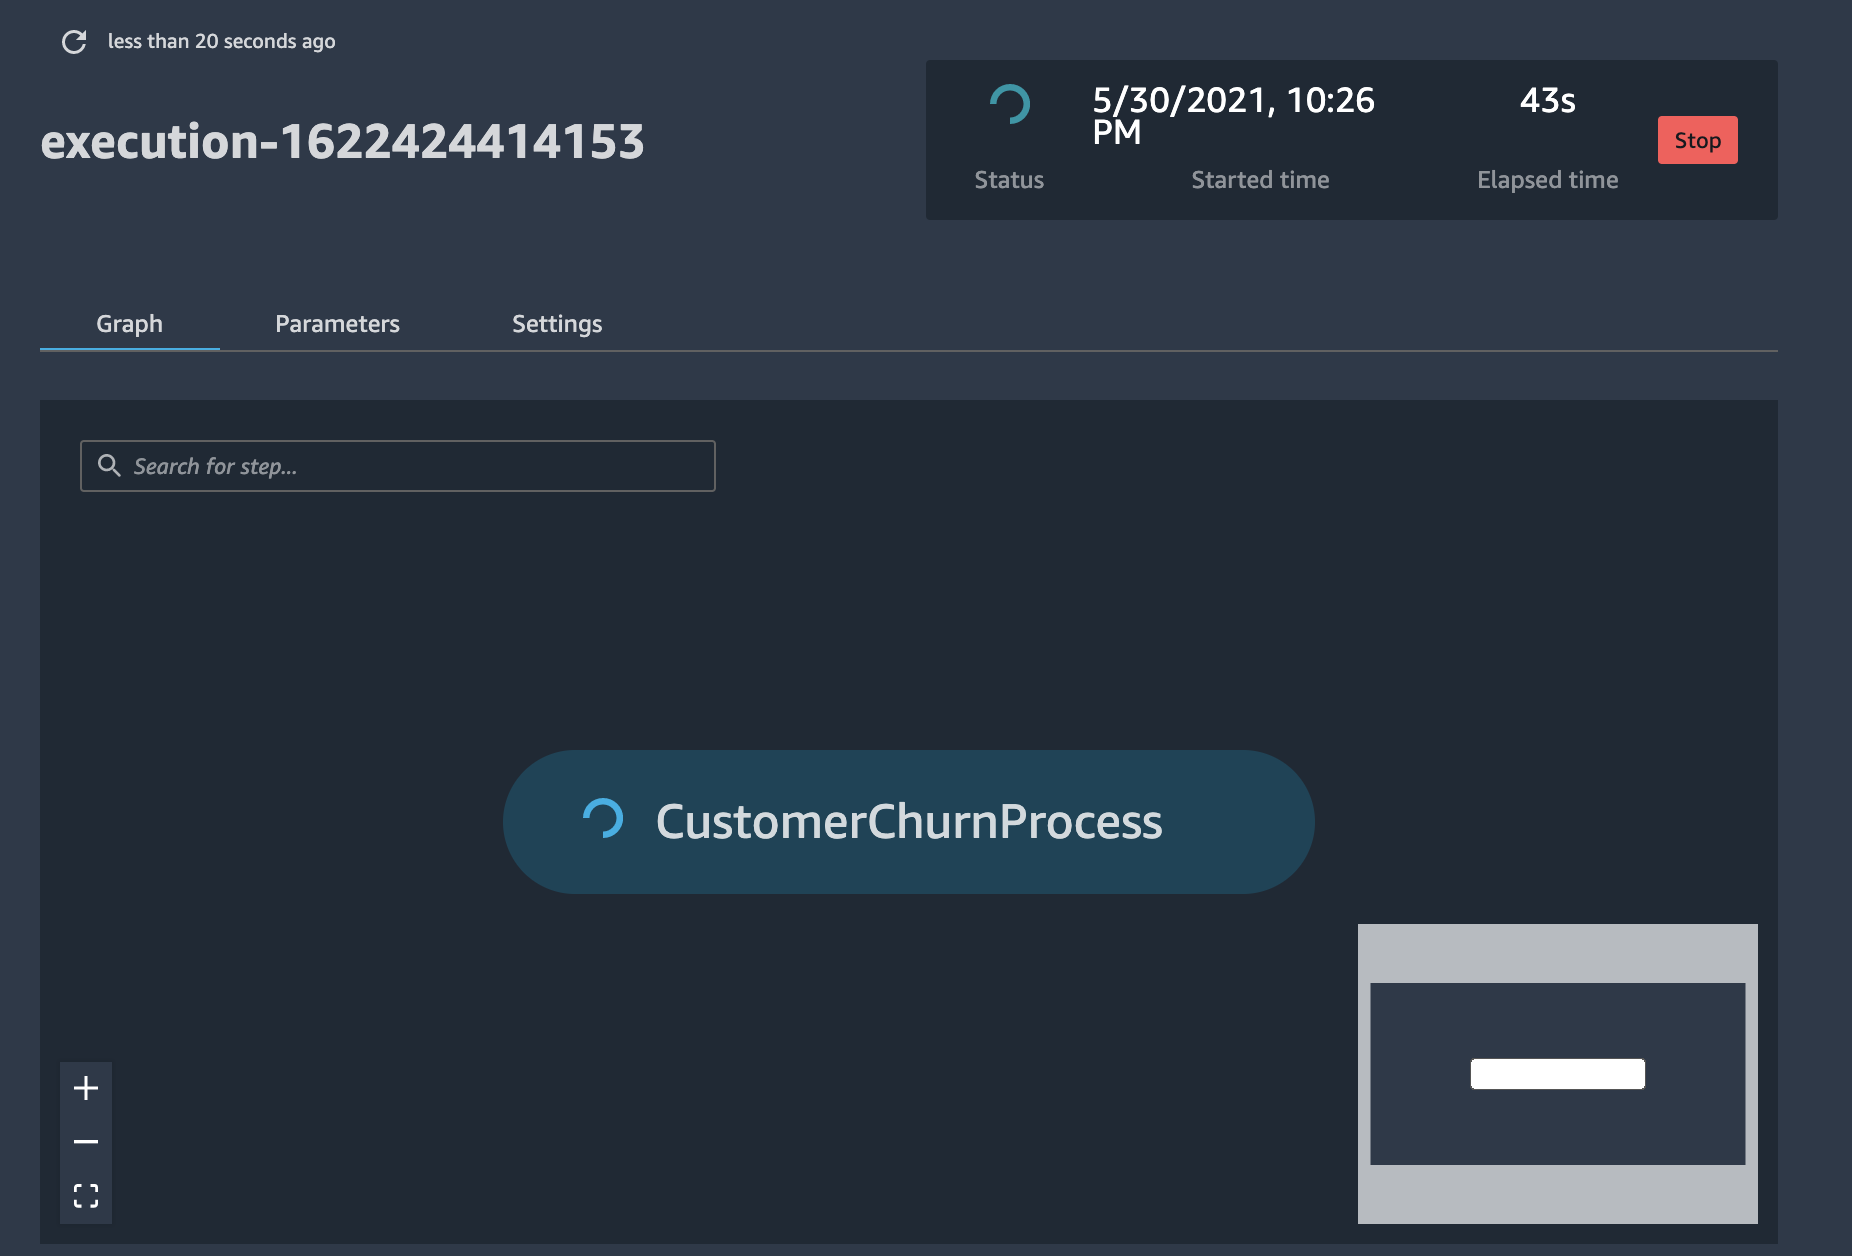 less than 20 seconds ago
execution-1622424414153
5/30/2021, 10:26
PM
43s
Stop
Status
Started time
Elapsed time
Graph
Parameters
Settings
Search for step...
CustomerChurnProcess